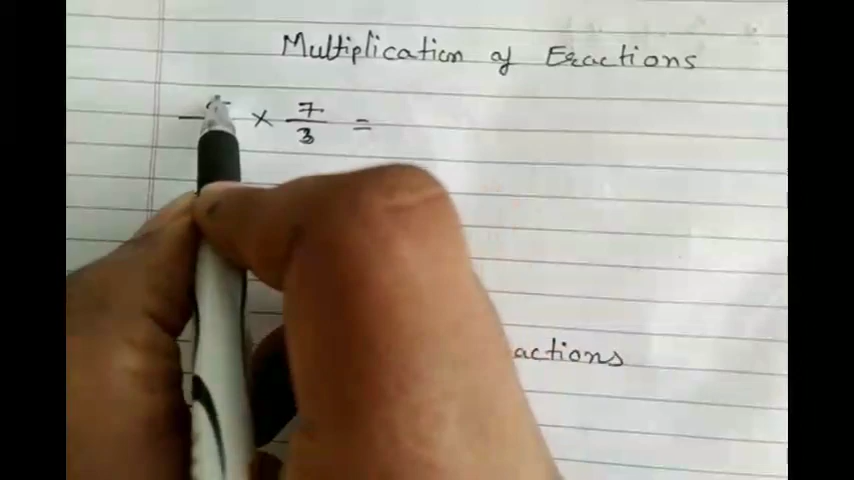 Multiplication of Fractions
× 7/3 =
actions